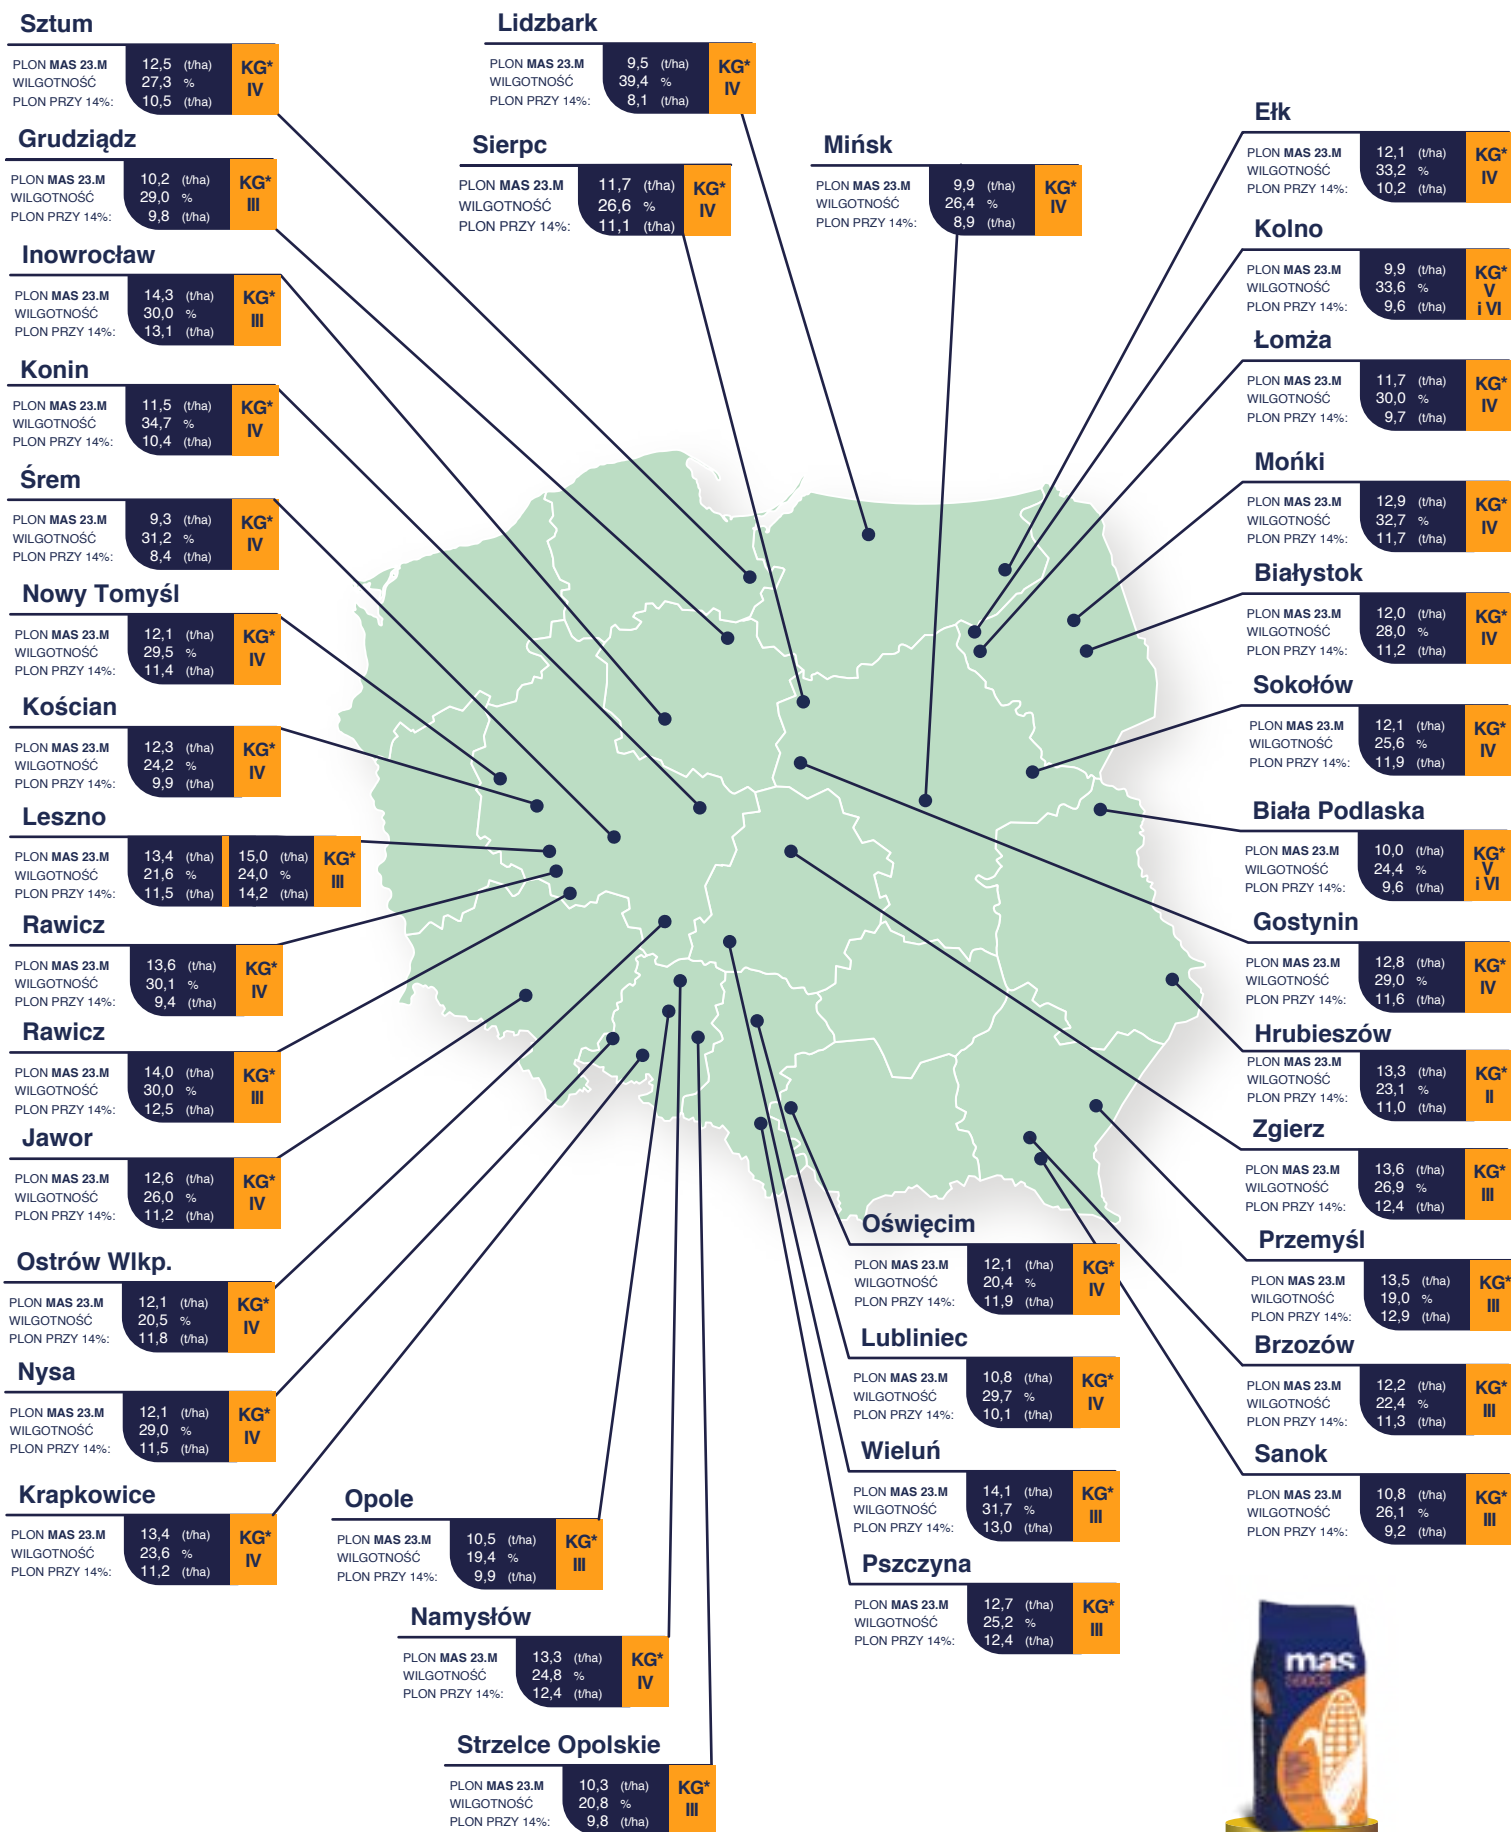 Sztum
PLON MAS 23.M 12,5 (t/ha) KG*
WILGOTNOŚĆ 27,3 % IV
PLON PRZY 14%: 10,5 (t/ha)
Grudziądz
PLON MAS 23.M 10,2 (t/ha) KG*
WILGOTNOŚĆ 29,0 % III
PLON PRZY 14%: 9,8 (t/ha)
Inowrocław
PLON MAS 23.M 14,3 (t/ha) KG*
WILGOTNOŚĆ 30,0 % III
PLON PRZY 14%: 13,1 (t/ha)
Konin
PLON MAS 23.M 11,5 (t/ha) KG*
WILGOTNOŚĆ 34,7 % IV
PLON PRZY 14%: 10,4 (t/ha)
Śrem
PLON MAS 23.M 9,3 (t/ha) KG*
WILGOTNOŚĆ 31,2 % IV
PLON PRZY 14%: 8,4 (t/ha)
Nowy Tomyśl
PLON MAS 23.M 12,1 (t/ha) KG*
WILGOTNOŚĆ 29,5 % IV
PLON PRZY 14%: 11,4 (t/ha)
Kościan
PLON MAS 23.M 12,3 (t/ha) KG*
WILGOTNOŚĆ 24,2 % IV
PLON PRZY 14%: 9,9 (t/ha)
Leszno
PLON MAS 23.M 13,4 (t/ha) 15,0 (t/ha) KG*
WILGOTNOŚĆ 21,6 % 24,0 % III
PLON PRZY 14%: 11,5 (t/ha) 14,2 (t/ha)
Rawicz
PLON MAS 23.M 13,6 (t/ha) KG*
WILGOTNOŚĆ 30,1 % IV
PLON PRZY 14%: 9,4 (t/ha)
Rawicz
PLON MAS 23.M 14,0 (t/ha) KG*
WILGOTNOŚĆ 30,0 % III
PLON PRZY 14%: 12,5 (t/ha)
Jawor
PLON MAS 23.M 12,6 (t/ha) KG*
WILGOTNOŚĆ 26,0 % IV
PLON PRZY 14%: 11,2 (t/ha)
Ostrów Wlkp.
PLON MAS 23.M 12,1 (t/ha) KG*
WILGOTNOŚĆ 20,5 % IV
PLON PRZY 14%: 11,8 (t/ha)
Nysa
PLON MAS 23.M 12,1 (t/ha) KG*
WILGOTNOŚĆ 29,0 % IV
PLON PRZY 14%: 11,5 (t/ha)
Krapkowice
PLON MAS 23.M 13,4 (t/ha) KG*
WILGOTNOŚĆ 23,6 % IV
PLON PRZY 14%: 11,2 (t/ha)
Lidzbark
PLON MAS 23.M 9,5 (t/ha) KG*
WILGOTNOŚĆ 39,4 % IV
PLON PRZY 14%: 8,1 (t/ha)
Sierpc
PLON MAS 23.M 11,7 (t/ha) KG*
WILGOTNOŚĆ 26,6 % IV
PLON PRZY 14%: 11,1 (t/ha)
Mińsk
PLON MAS 23.M 9,9 (t/ha) KG*
WILGOTNOŚĆ 26,4 % IV
PLON PRZY 14%: 8,9 (t/ha)
Opole
PLON MAS 23.M 10,5 (t/ha) KG*
WILGOTNOŚĆ 19,4 % III
PLON PRZY 14%: 9,9 (t/ha)
Namysłów
PLON MAS 23.M 13,3 (t/ha) KG*
WILGOTNOŚĆ 24,8 % IV
PLON PRZY 14%: 12,4 (t/ha)
Strzelce Opolskie
PLON MAS 23.M 10,3 (t/ha) KG*
WILGOTNOŚĆ 20,8 % III
PLON PRZY 14%: 9,8 (t/ha)
Oświęcim
PLON MAS 23.M 12,1 (t/ha) KG*
WILGOTNOŚĆ 20,4 % IV
PLON PRZY 14%: 11,9 (t/ha)
Lubliniec
PLON MAS 23.M 10,8 (t/ha) KG*
WILGOTNOŚĆ 29,7 % IV
PLON PRZY 14%: 10,1 (t/ha)
Wieluń
PLON MAS 23.M 14,1 (t/ha) KG*
WILGOTNOŚĆ 31,7 % III
PLON PRZY 14%: 13,0 (t/ha)
Pszczyna
PLON MAS 23.M 12,7 (t/ha) KG*
WILGOTNOŚĆ 25,2 % III
PLON PRZY 14%: 12,4 (t/ha)
Ełk
PLON MAS 23.M 12,1 (t/ha) KG*
WILGOTNOŚĆ 33,2 % IV
PLON PRZY 14%: 10,2 (t/ha)
Kolno
PLON MAS 23.M 9,9 (t/ha) KG*
WILGOTNOŚĆ 33,6 % V
PLON PRZY 14%: 9,6 (t/ha) i VI
Łomża
PLON MAS 23.M 11,7 (t/ha) KG*
WILGOTNOŚĆ 30,0 % IV
PLON PRZY 14%: 9,7 (t/ha)
Mońki
PLON MAS 23.M 12,9 (t/ha) KG*
WILGOTNOŚĆ 32,7 % IV
PLON PRZY 14%: 11,7 (t/ha)
Białystok
PLON MAS 23.M 12,0 (t/ha) KG*
WILGOTNOŚĆ 28,0 % IV
PLON PRZY 14%: 11,2 (t/ha)
Sokołów
PLON MAS 23.M 12,1 (t/ha) KG*
WILGOTNOŚĆ 25,6 % IV
PLON PRZY 14%: 11,9 (t/ha)
Biała Podlaska
PLON MAS 23.M 10,0 (t/ha) KG*
WILGOTNOŚĆ 24,4 % V
PLON PRZY 14%: 9,6 (t/ha) i VI
Gostynin
PLON MAS 23.M 12,8 (t/ha) KG*
WILGOTNOŚĆ 29,0 % IV
PLON PRZY 14%: 11,6 (t/ha)
Hrubieszów
PLON MAS 23.M 13,3 (t/ha) KG*
WILGOTNOŚĆ 23,1 % II
PLON PRZY 14%: 11,0 (t/ha)
Zgierz
PLON MAS 23.M 13,6 (t/ha) KG*
WILGOTNOŚĆ 26,9 % III
PLON PRZY 14%: 12,4 (t/ha)
Przemyśl
PLON MAS 23.M 13,5 (t/ha) KG*
WILGOTNOŚĆ 19,0 % III
PLON PRZY 14%: 12,9 (t/ha)
Brzozów
PLON MAS 23.M 12,2 (t/ha) KG*
WILGOTNOŚĆ 22,4 % III
PLON PRZY 14%: 11,3 (t/ha)
Sanok
PLON MAS 23.M 10,8 (t/ha) KG*
WILGOTNOŚĆ 26,1 % III
PLON PRZY 14%: 9,2 (t/ha)
mas
seeds